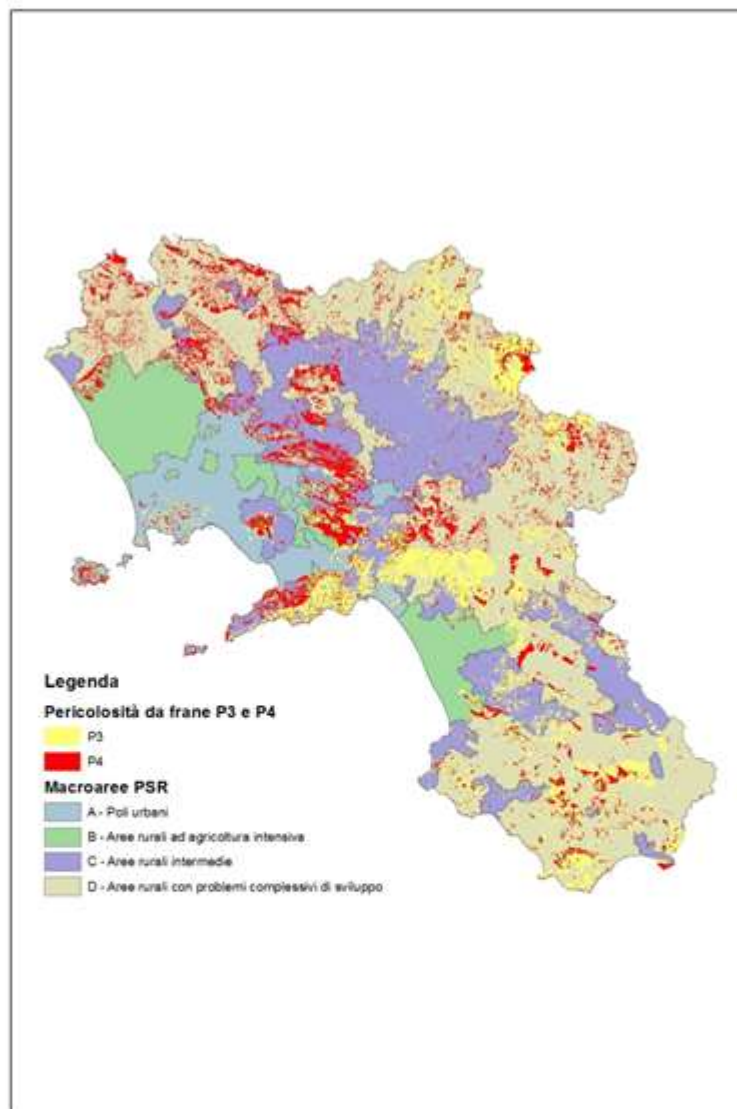 Legenda
Pericolosità da frane P3 e P4
P3
P4
Macroaree PSR
A - Poli urbani
B - Aree rurali ad agricoltura intensiva
C - Aree rurali intermedie
D - Aree rurali con problemi complessivi di sviluppo